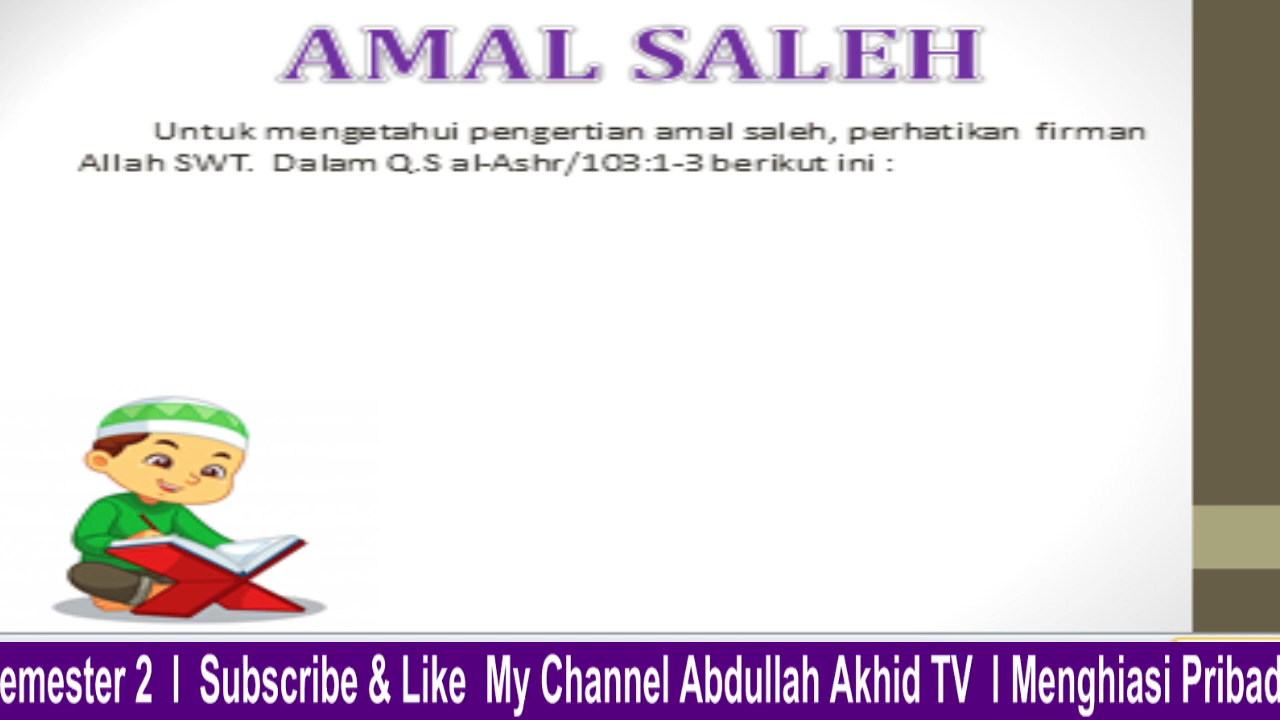 AMAL SALEH
Untuk mengetahui pengertian amal saleh, perhatikan firman
Allah SWT. Dalam Q.S al-Ashr/103:1-3 berikut ini :
emester 2 I Subscribe & Like My Channel Abdullah Akhid TV I Menghiasi Pribad